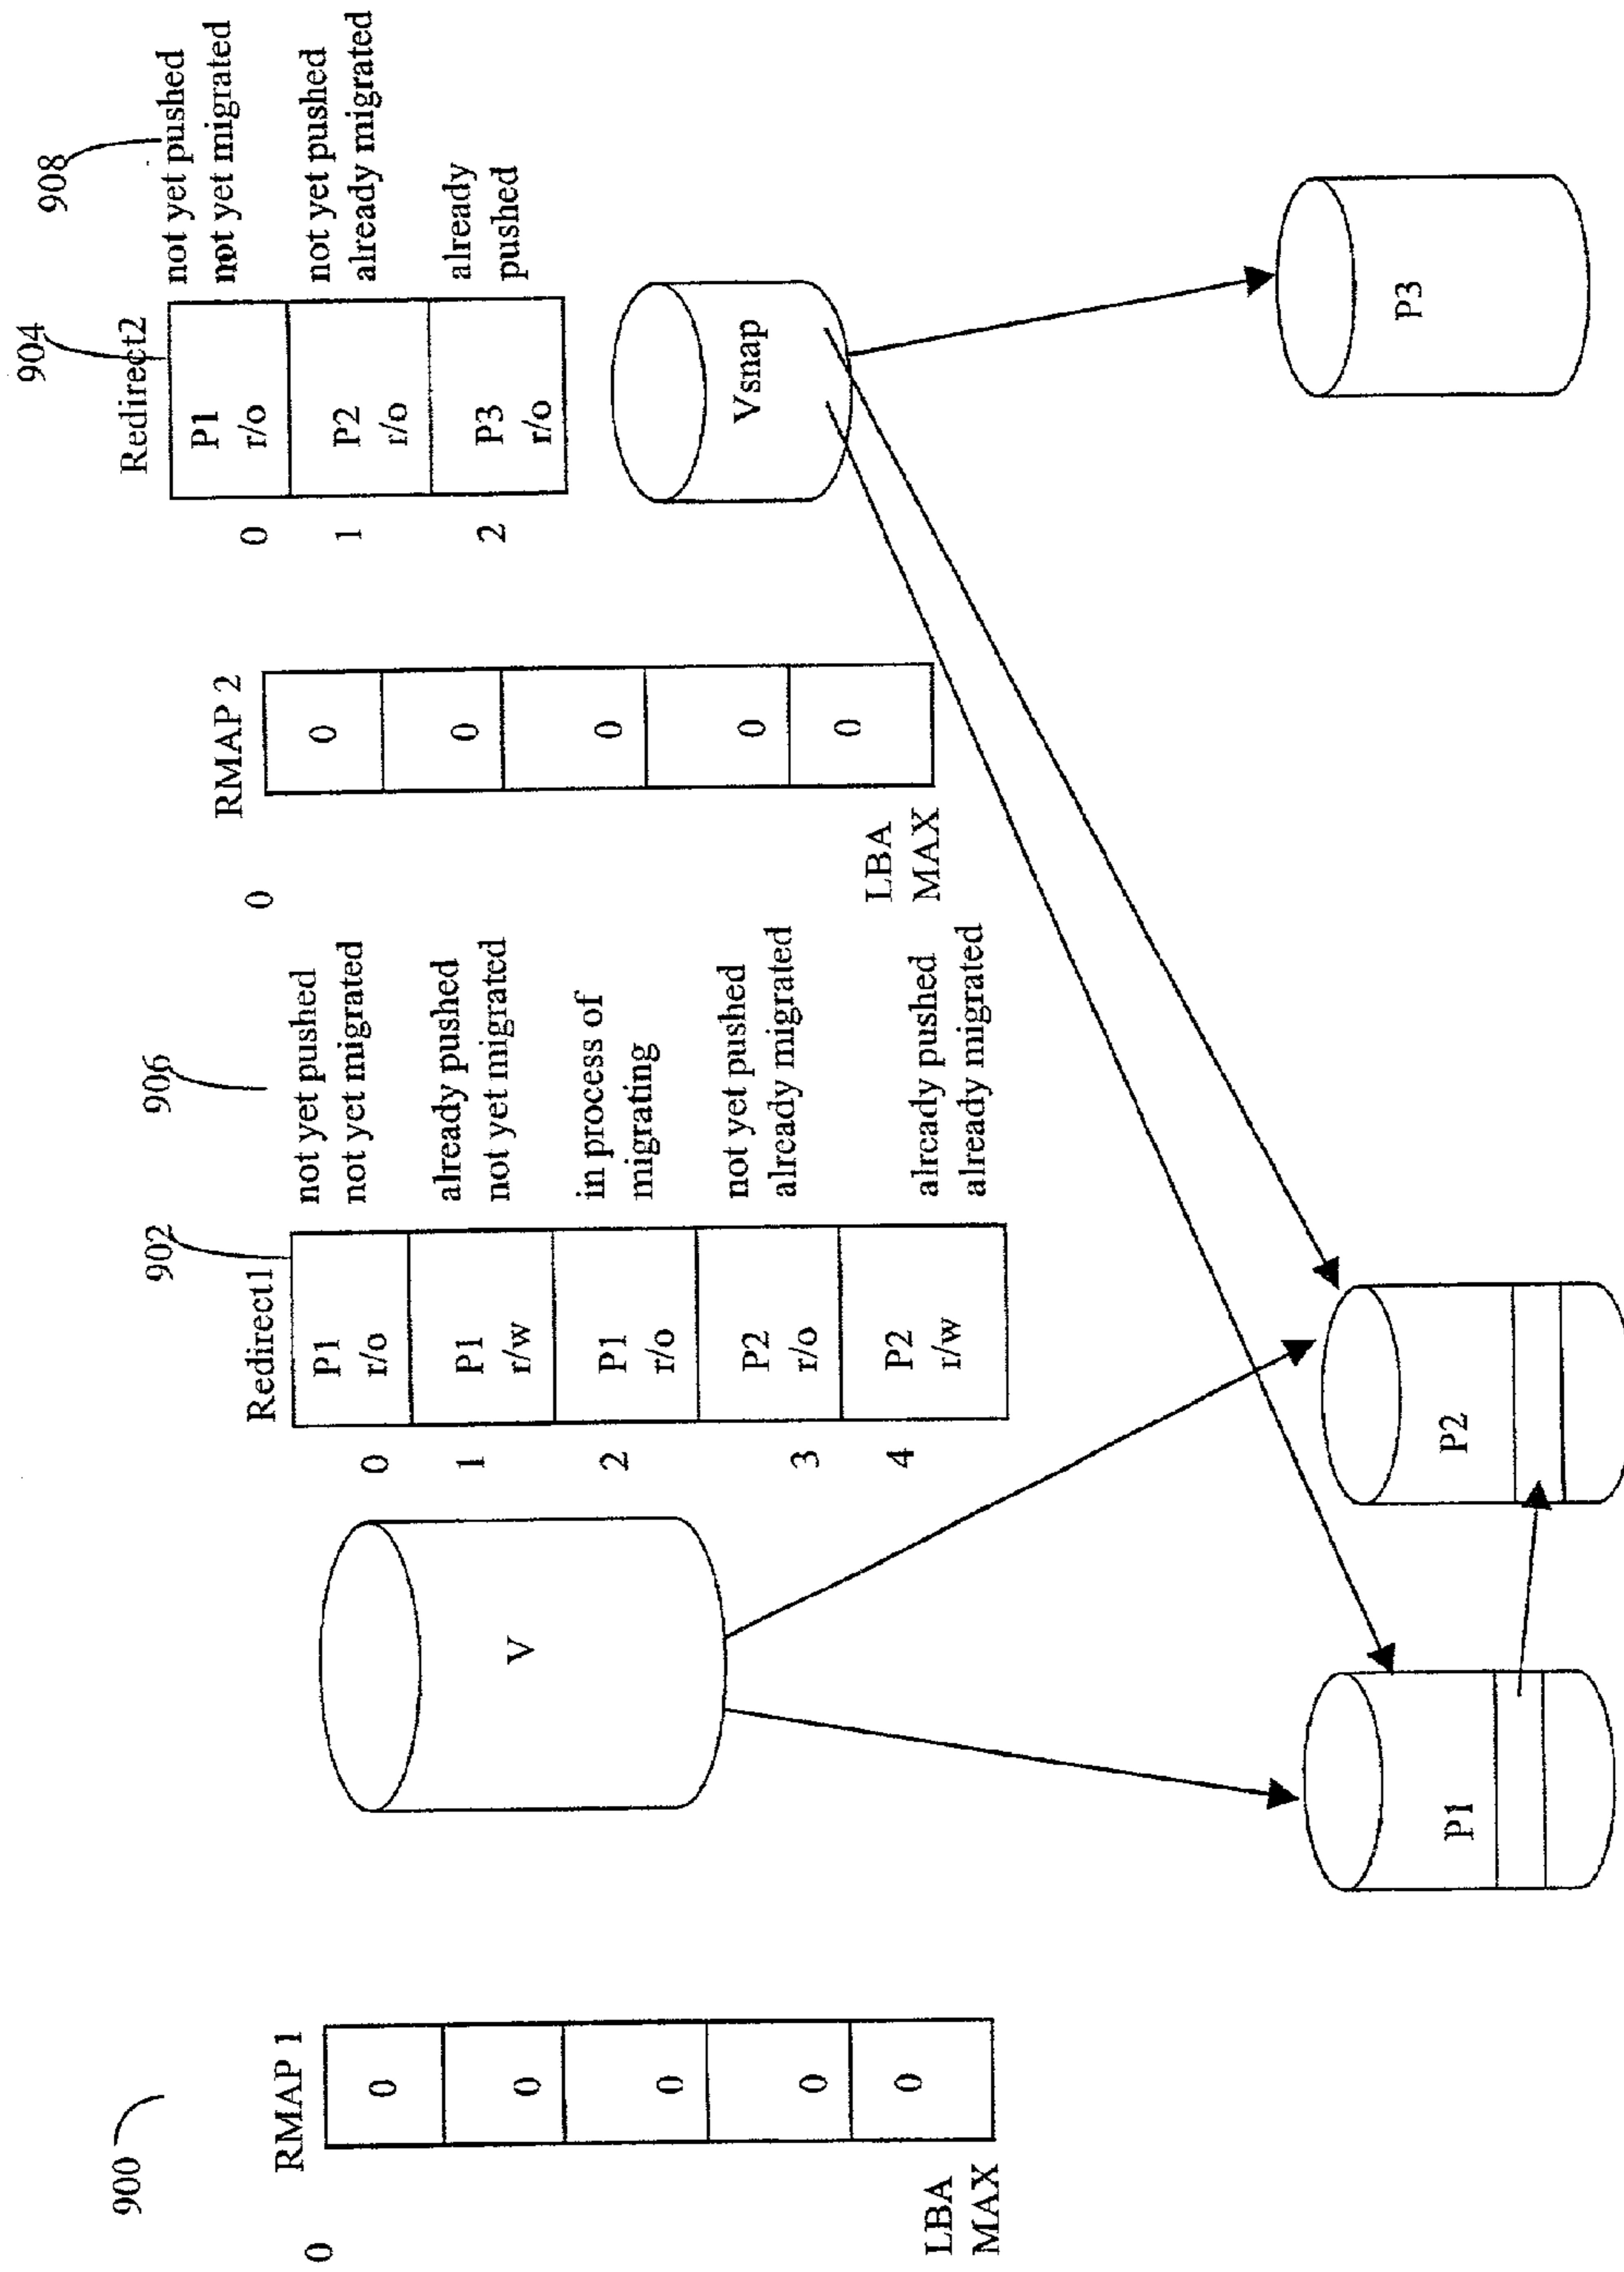 900
RMAP 1
0
0
0
0
0
0
LBA
MAX
V
902
Redirect1
0
P1
r/o
1
P1
r/w
2
P1
r/o
3
P2
r/o
4
P2
r/w
906
not yet pushed
not yet migrated
already pushed
not yet migrated
in process of
migrating
not yet pushed
already migrated
already pushed
already migrated
RMAP 2
0
0
0
0
0
0
LBA
MAX
904
Redirect2
0
P1
r/o
1
P2
r/o
2
P3
r/o
908
not yet pushed
not yet migrated
not yet pushed
already migrated
already
pushed
Vsnap
P1
P2
P3